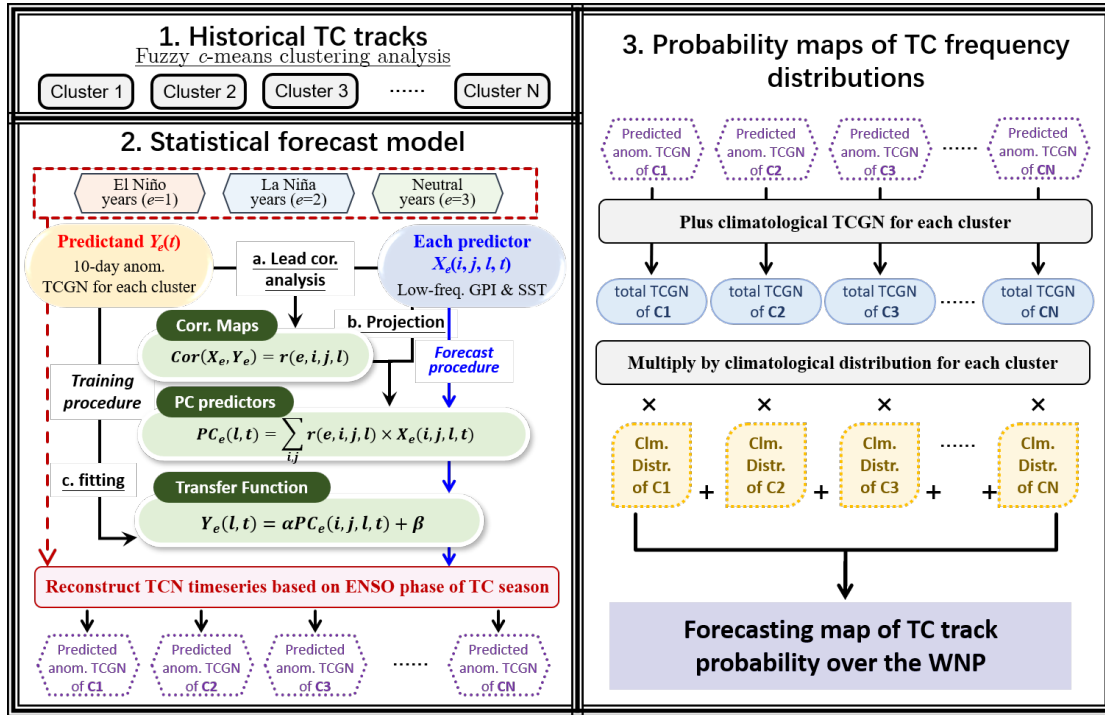 1. Historical TC tracks
Fuzzy c-means clustering analysis
Cluster 1
Cluster 2
Cluster 3
......
Cluster N
2. Statistical forecast model
El Niño
years (e=1)
La Niña
years (e=2)
Neutral
years (e=3)
Predictand Y_e(t)
10-day anom.
TCGN for each cluster
a. Lead cor.
analysis
Each predictor
X_e(i, j, l, t)
Low-freq. GPI & SST
b. Projection
Corr. Maps
Cor(X_e, Y_e) = r(e, i, j, l)
Training
procedure
Forecast
procedure
PC predictors
PC_e(l, t) = ∑_{i,j} r(e, i, j, l) × X_e(i, j, l, t)
c. fitting
Transfer Function
Y_e(l, t) = αPC_e(i, j, l, t) + β
Reconstruct TCN timeseries based on ENSO phase of TC season
Predicted
anom. TCGN
of C1
Predicted
anom. TCGN
of C2
Predicted
anom. TCGN
of C3
......
Predicted
anom. TCGN
of CN
3. Probability maps of TC frequency
distributions
Predicted
anom. TCGN
of C1
Predicted
anom. TCGN
of C2
Predicted
anom. TCGN
of C3
......
Predicted
anom. TCGN
of CN
Plus climatological TCGN for each cluster
total TCGN
of C1
total TCGN
of C2
total TCGN
of C3
......
total TCGN
of CN
Multiply by climatological distribution for each cluster
× × × ×
Clm.
Distr.
of C1
+
Clm.
Distr.
of C2
+
Clm.
Distr.
of C3
+
......
+
Clm.
Distr.
of CN
Forecasting map of TC track
probability over the WNP